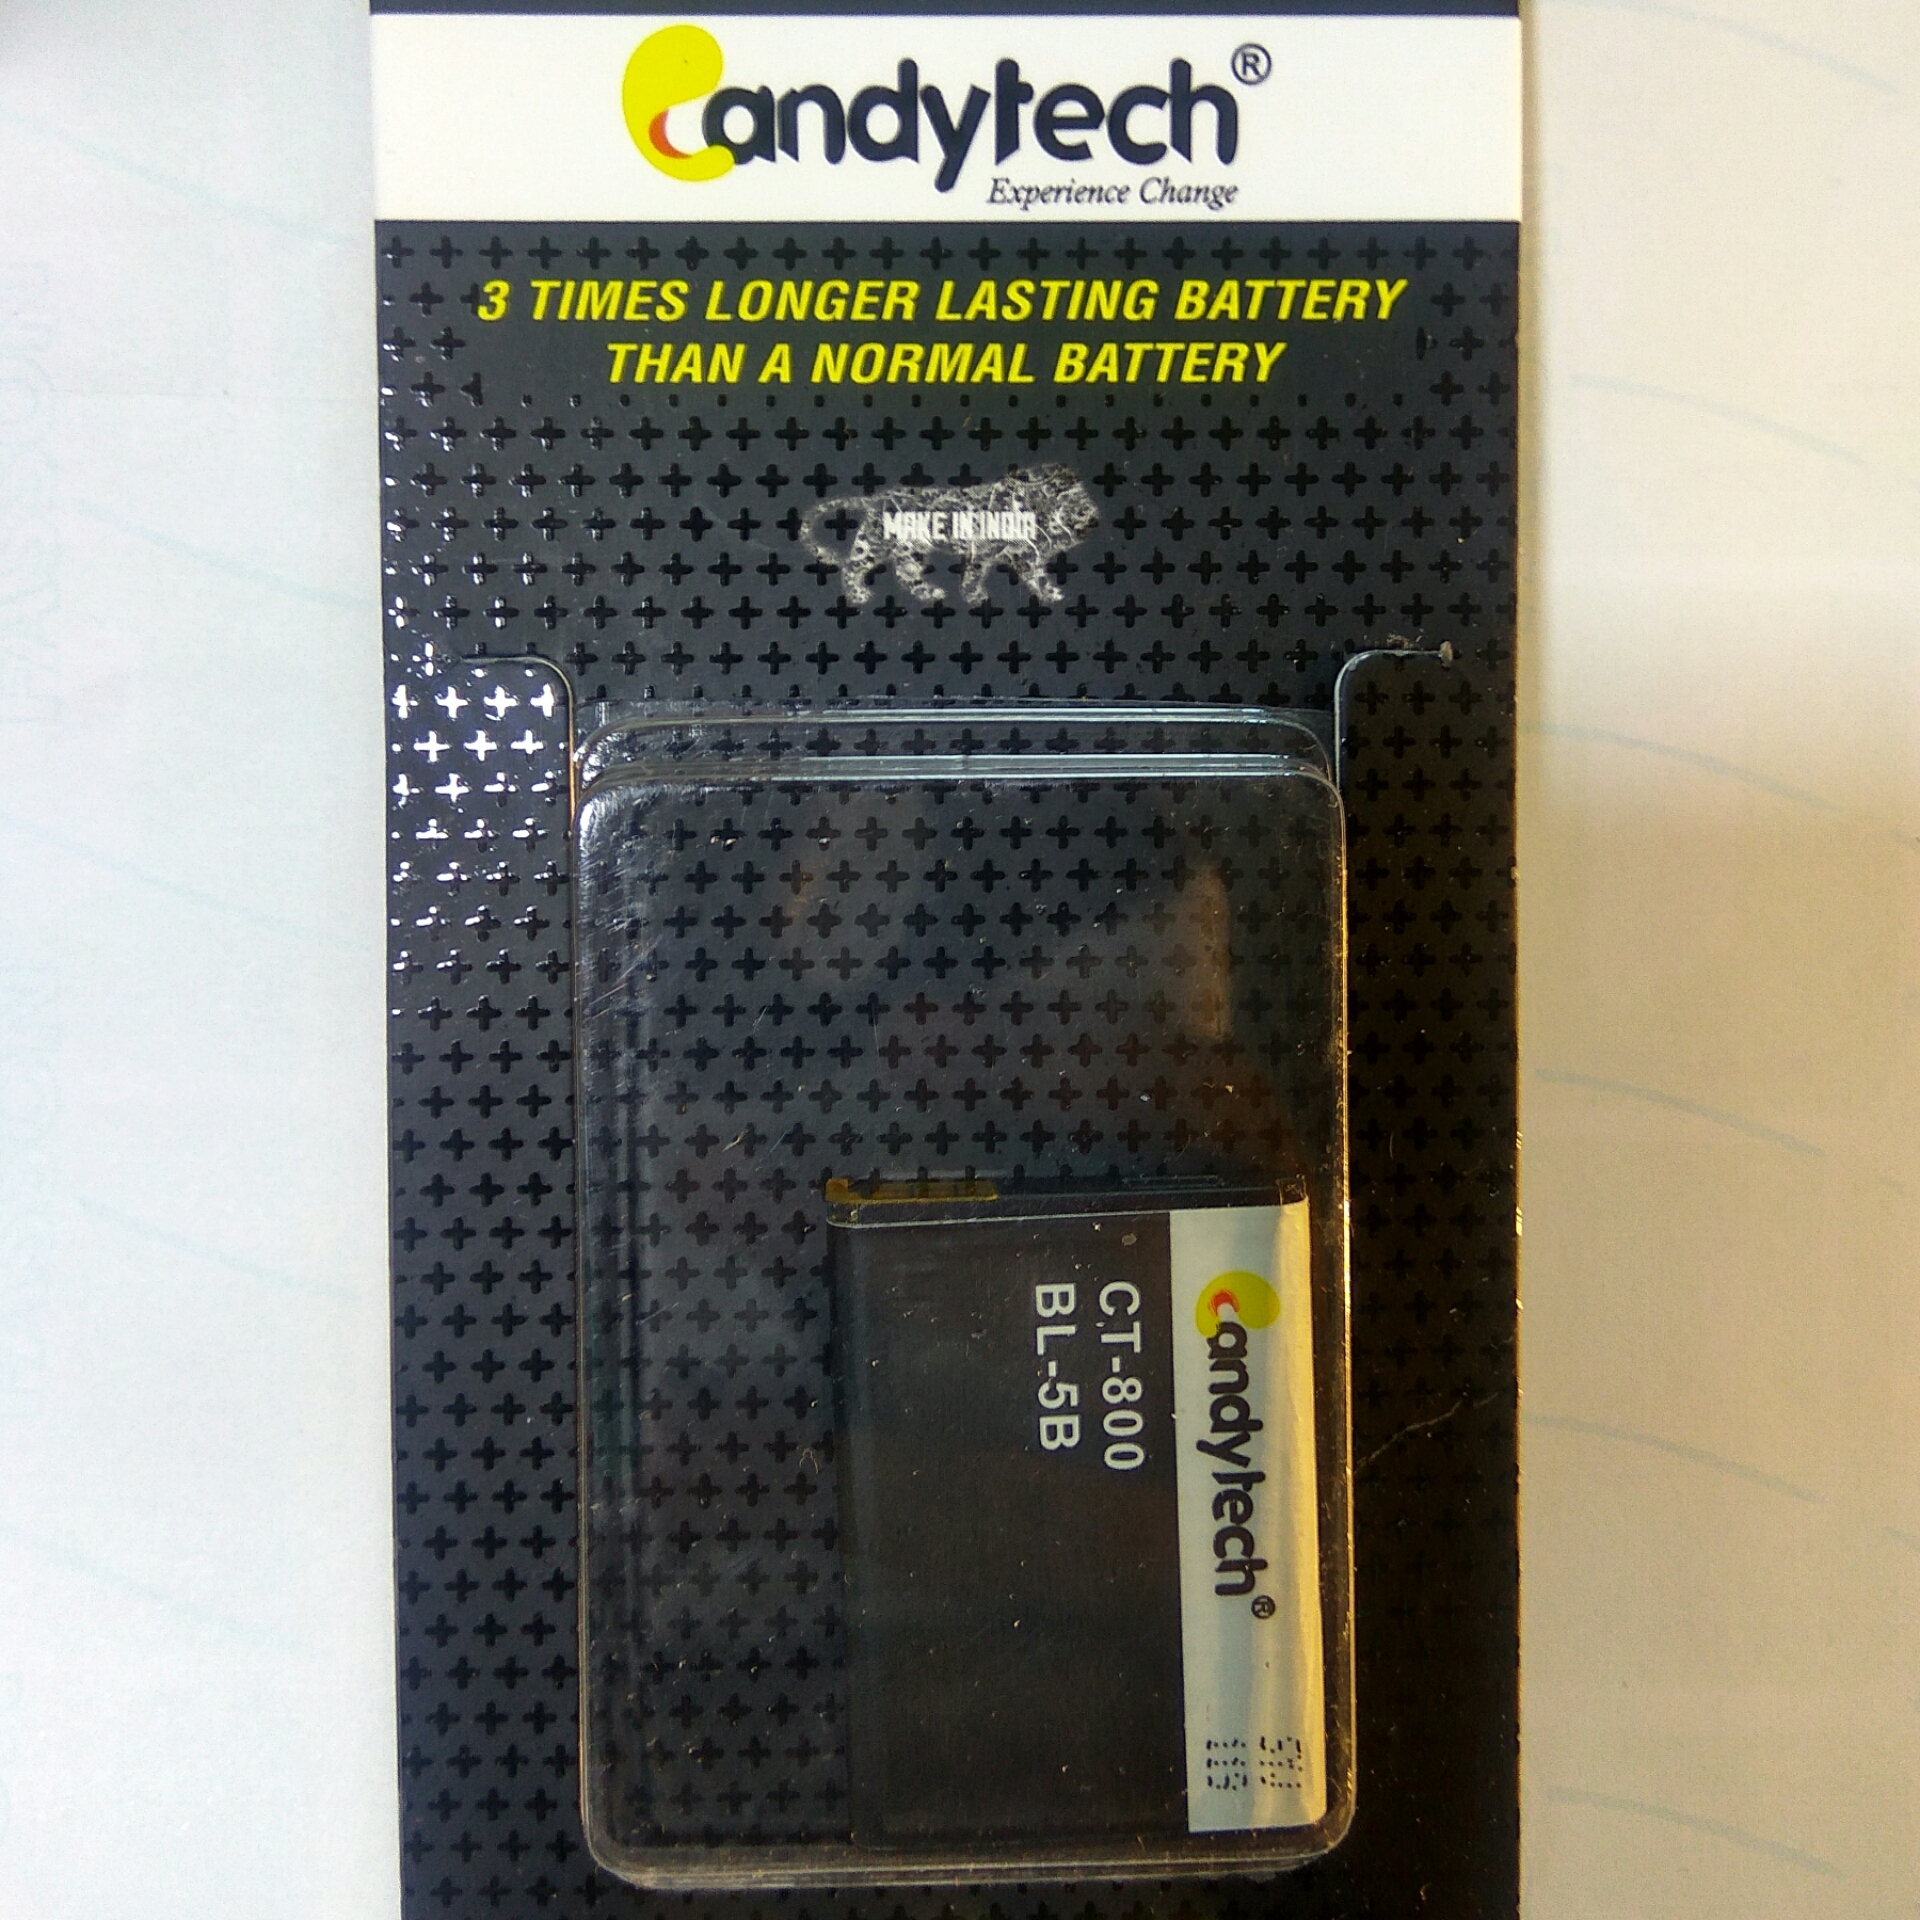 Candytech®
Experience Change
3 TIMES LONGER LASTING BATTERY
THAN A NORMAL BATTERY
MAKE IN INDIA
Candytech®
CT-800
BL-5B